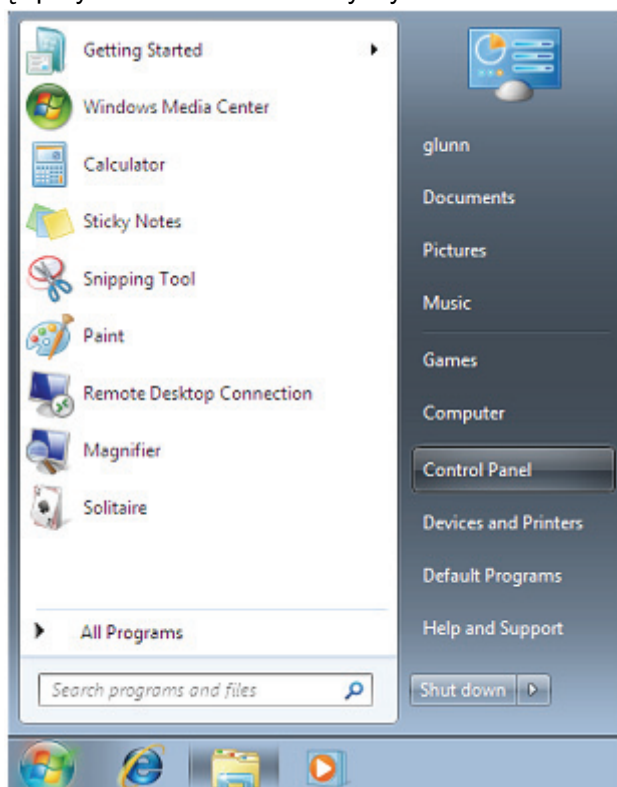 Getting Started
Windows Media Center
Calculator
Sticky Notes
Snipping Tool
Paint
Remote Desktop Connection
Magnifier
Solitaire
All Programs
Search programs and files
glunn
Documents
Pictures
Music
Games
Computer
Control Panel
Devices and Printers
Default Programs
Help and Support
Shut down